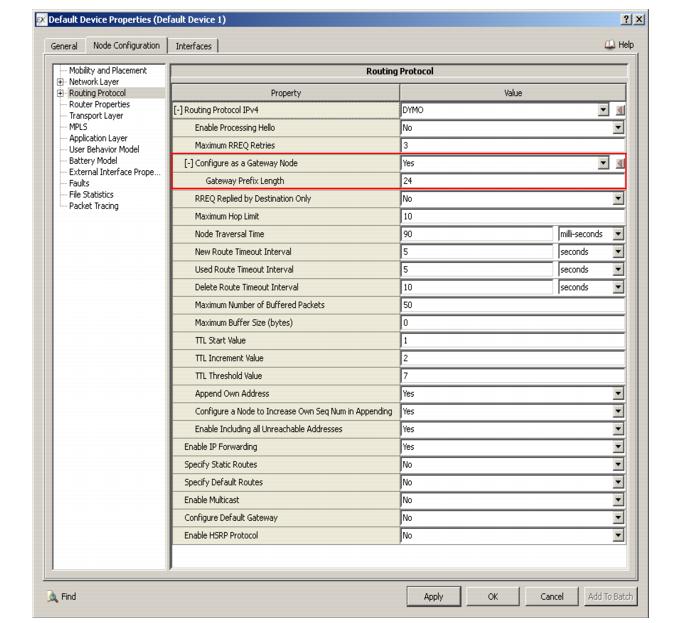 Default Device Properties (Default Device 1)
General Node Configuration Interfaces Help
Mobility and Placement
Network Layer
Routing Protocol
Router Properties
Transport Layer
MPLS
Application Layer
User Behavior Model
Battery Model
External Interface Prope...
Faults
File Statistics
Packet Tracing
Routing Protocol
Property Value
[-] Routing Protocol IPv4 DYMO
Enable Processing Hello No
Maximum RREQ Retries 3
[-] Configure as a Gateway Node Yes
Gateway Prefix Length 24
RREQ Replied by Destination Only No
Maximum Hop Limit 10
Node Traversal Time 90 milli-seconds
New Route Timeout Interval 5 seconds
Used Route Timeout Interval 5 seconds
Delete Route Timeout Interval 10 seconds
Maximum Number of Buffered Packets 50
Maximum Buffer Size (bytes) 0
TTL Start Value 1
TTL Increment Value 2
TTL Threshold Value 7
Append Own Address Yes
Configure a Node to Increase Own Seq Num in Appending Yes
Enable Including all Unreachable Addresses Yes
Enable IP Forwarding Yes
Specify Static Routes No
Specify Default Routes No
Enable Multicast No
Configure Default Gateway No
Enable HSRP Protocol No
Find Apply OK Cancel Add To Batch